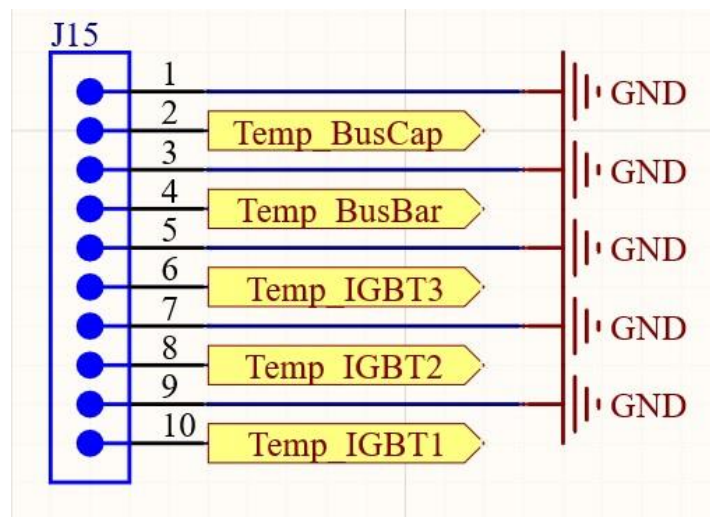 J15
1 GND
2 Temp_BusCap
3 GND
4 Temp_BusBar
5 GND
6 Temp_IGBT3
7 GND
8 Temp_IGBT2
9 GND
10 Temp_IGBT1